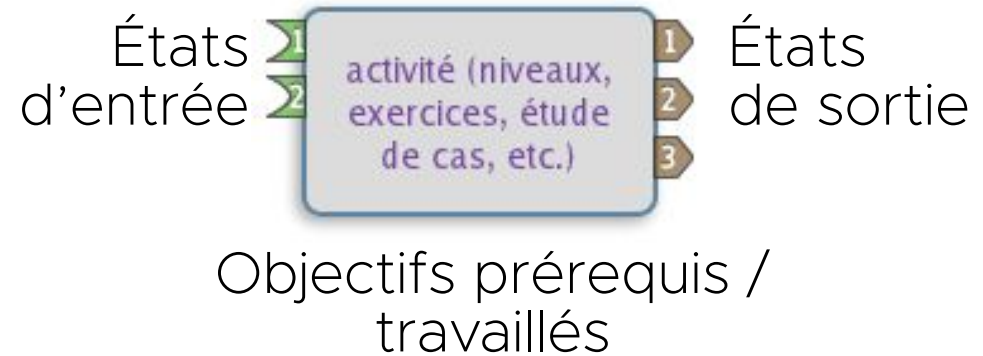 États
d'entrée
1
2
activité (niveaux,
exercices, étude
de cas, etc.)
1
2
3
États
de sortie
Objectifs prérequis /
travaillés